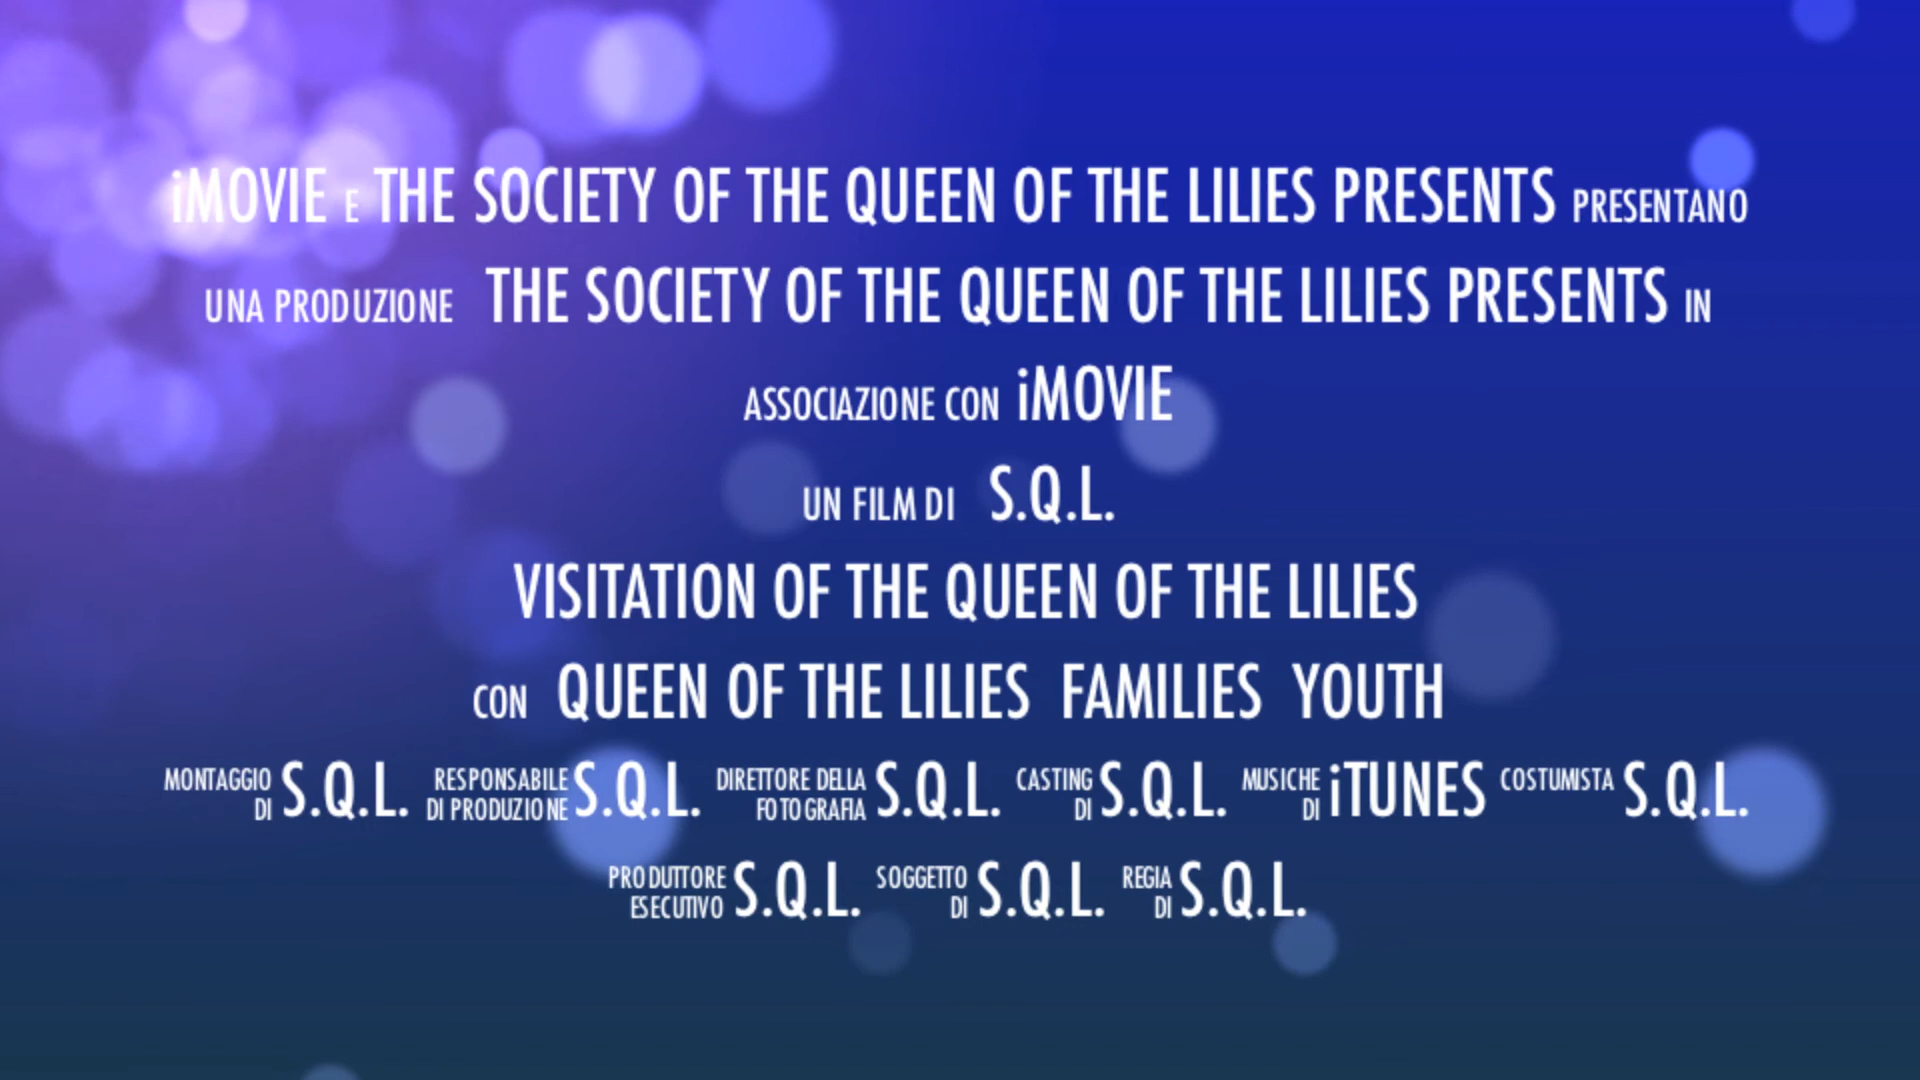 iMOVIE E THE SOCIETY OF THE QUEEN OF THE LILIES PRESENTS PRESENTANO
UNA PRODUZIONE THE SOCIETY OF THE QUEEN OF THE LILIES PRESENTS IN
ASSOCIAZIONE CON iMOVIE
UN FILM DI S.Q.L.
VISITATION OF THE QUEEN OF THE LILIES
CON QUEEN OF THE LILIES FAMILIES YOUTH
MONTAGGIO DI S.Q.L. RESPONSABILE DI PRODUZIONE S.Q.L. DIRETTORE DELLA FOTOGRAFIA S.Q.L. CASTING DI S.Q.L. MUSICHE DI iTUNES COSTUMISTA S.Q.L.
PRODUTTORE ESECUTIVO S.Q.L. SOGGETTO DI S.Q.L. REGIA DI S.Q.L.